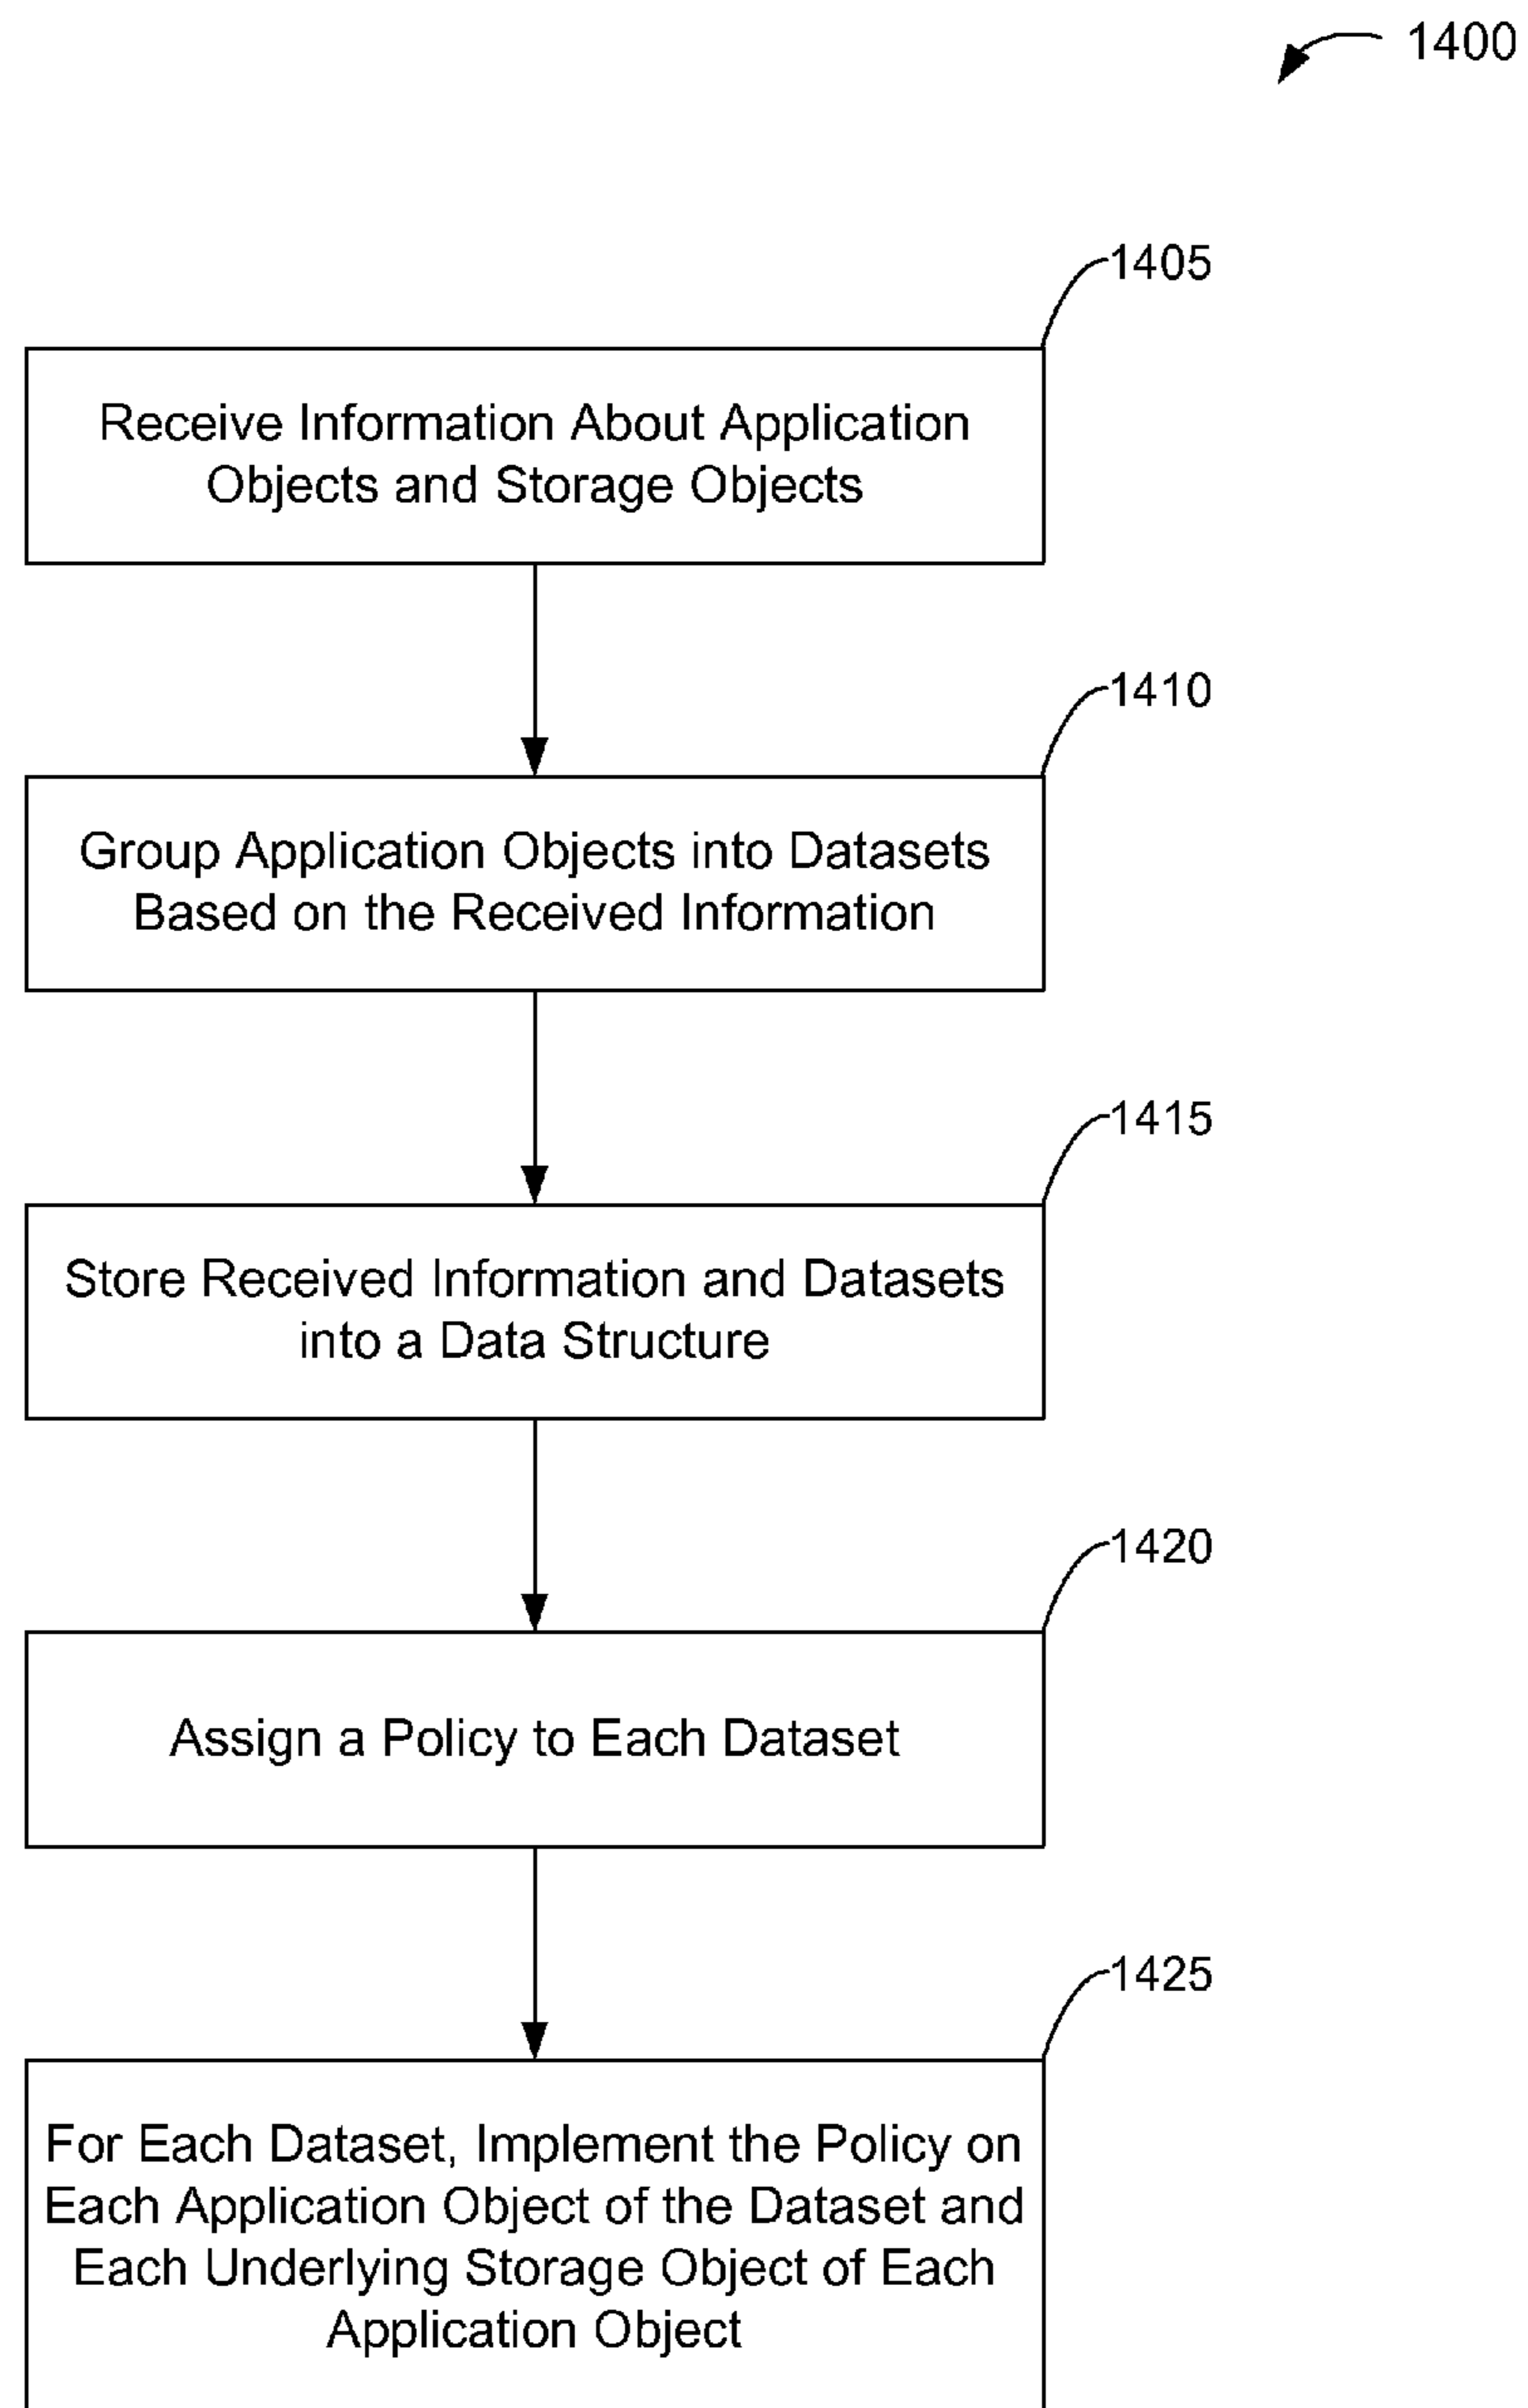 1400
1405
Receive Information About Application
Objects and Storage Objects
1410
Group Application Objects into Datasets
Based on the Received Information
1415
Store Received Information and Datasets
into a Data Structure
1420
Assign a Policy to Each Dataset
1425
For Each Dataset, Implement the Policy on
Each Application Object of the Dataset and
Each Underlying Storage Object of Each
Application Object